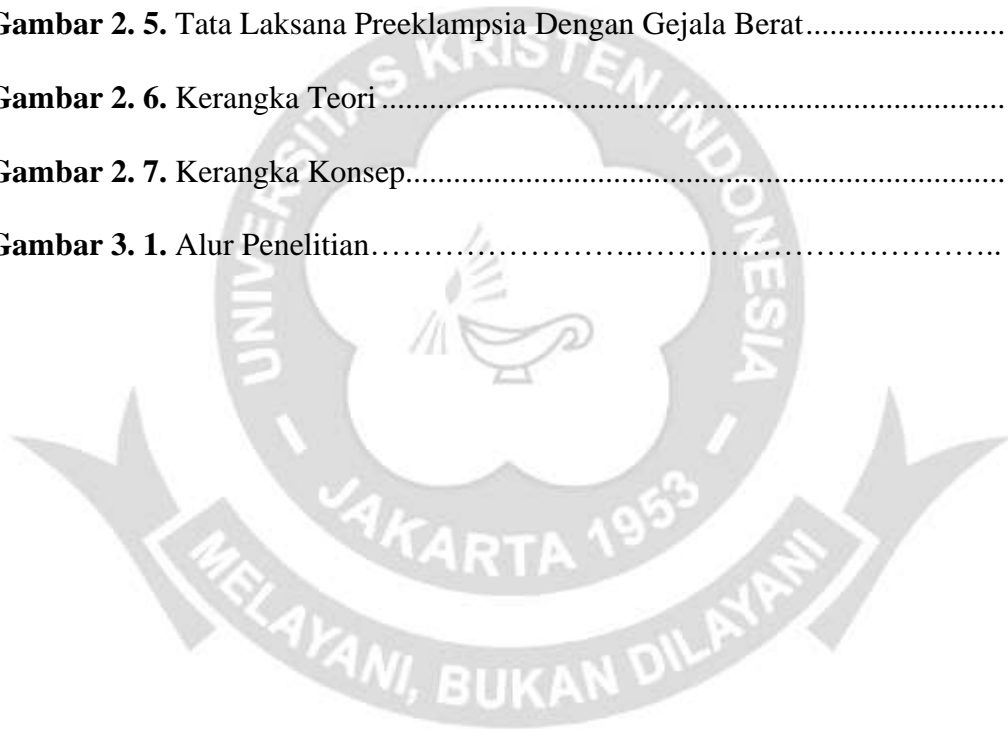 Gambar 2. 5. Tata Laksana Preeklampsia Dengan Gejala Berat.........................
Gambar 2. 6. Kerangka Teori..............................................................................
Gambar 2. 7. Kerangka Konsep...........................................................................
Gambar 3. 1. Alur Penelitian…………………….……………………………..
UNIVERSITAS KRISTEN INDONESIA
- JAKARTA 1953 -
MELAYANI, BUKAN DILAYANI